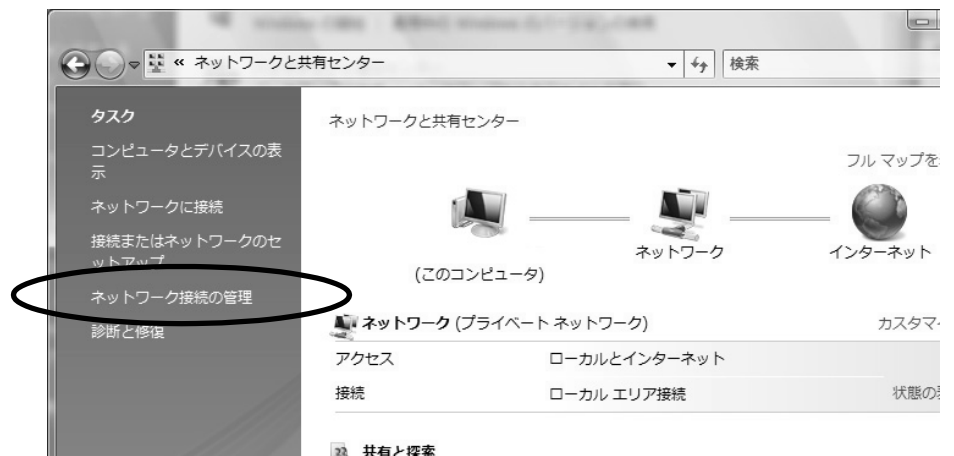 « ネットワークと共有センター
検索
タスク
コンピュータとデバイスの表
示
ネットワークに接続
接続またはネットワークのセ
ットアップ
ネットワーク接続の管理
診断と修復
ネットワークと共有センター
フル マップを
(このコンピュータ)
ネットワーク
インターネット
ネットワーク (プライベート ネットワーク)
カスタマ
アクセス
ローカルとインターネット
接続
ローカル エリア接続
状態の
共有と探索